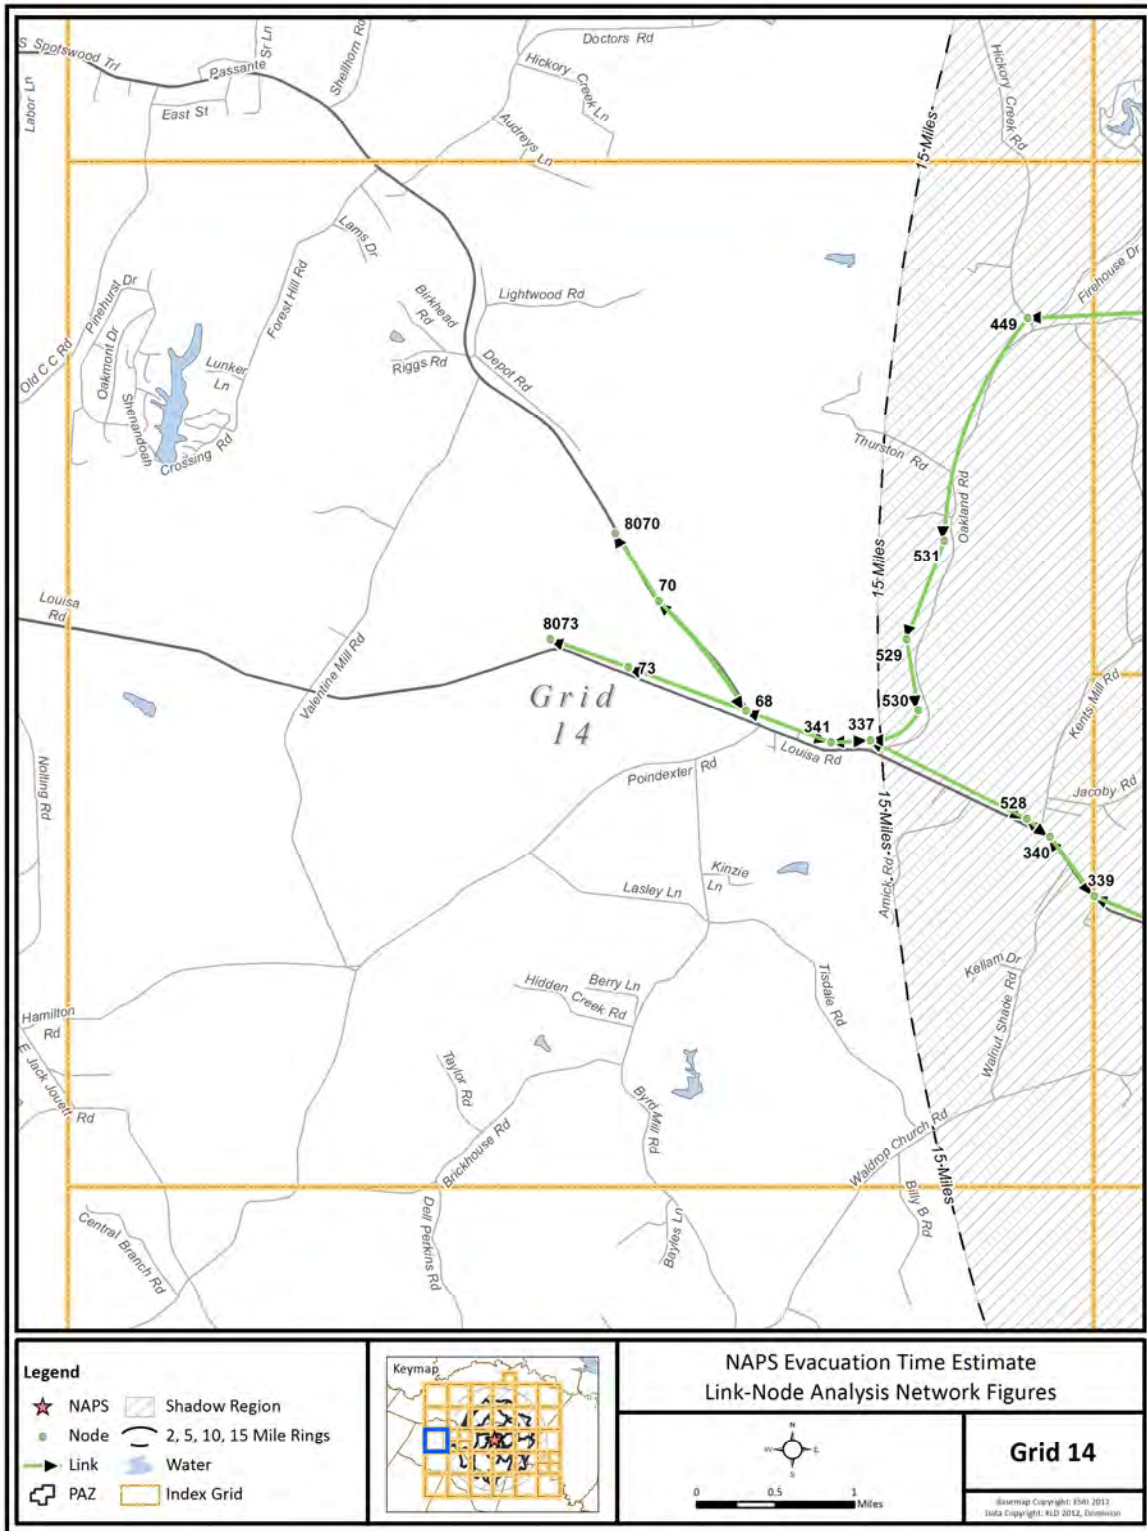 S Spotswood Trl
Labor Ln
Passante
Sr Ln
Shellhorn Rd
East St
Doctors Rd
Hickory
Creek Ln
Audreys Ln
15 Miles
Hickory
Creek Rd
Lams Dr
Forest Hill Rd
Pinehurst Dr
Oakmont Dr
Old C C Rd
Shenandoah
Crossing Rd
Lunker
Ln
Birkhead
Rd
Riggs Rd
Lightwood Rd
Depot Rd
Firehouse Dr
449
Thurston Rd
Oakland Rd
15 Miles
531
8070
70
Louisa
Rd
8073
73
68
529
530
341
337
Valentine Mill Rd
Grid
14
Louisa Rd
Poindexter Rd
Kents Mill Rd
Jacoby Rd
528
340
339
15 Miles
Amick Rd
Nolting Rd
Kinzie
Ln
Lasley Ln
Tisdale Rd
Kellam Dr
Walnut Shade Rd
Berry Ln
Hidden Creek Rd
Hamilton
Rd
E Jack Jouett Rd
Taylor Rd
Byrd Mill Rd
Brickhouse Rd
Waldrop Church Rd
15 Miles
Billy B Rd
Bayles Ln
Dell Perkins Rd
Central Branch Rd
Legend
NAPS
Shadow Region
Node
2, 5, 10, 15 Mile Rings
Link
Water
PAZ
Index Grid
Keymap
NAPS Evacuation Time Estimate
Link-Node Analysis Network Figures
N
W
E
S
0 0.5 1
Miles
Grid 14
Basemap Copyright: ESRI 2012
Data Copyright: KLD 2012, Dominion